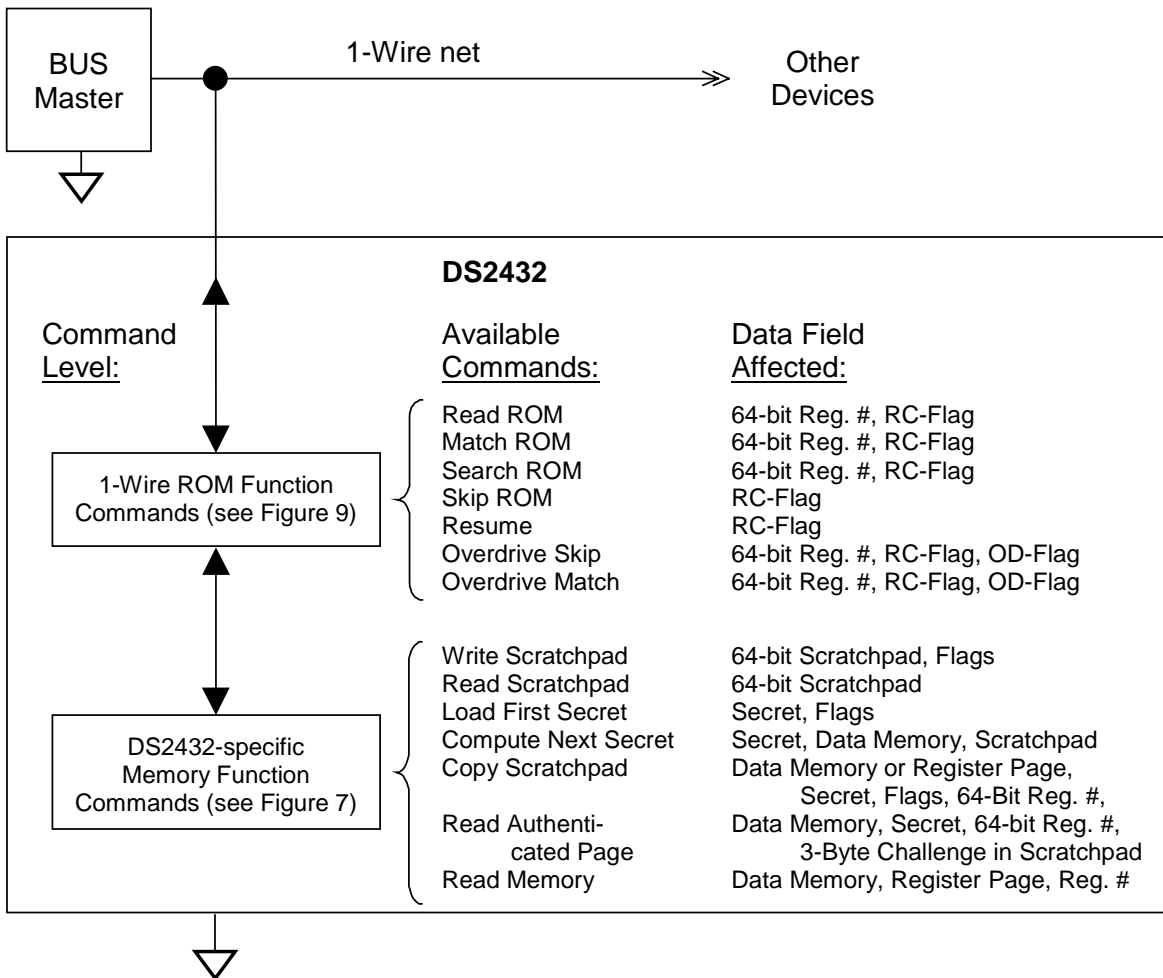 BUS
Master
1-Wire net
Other
Devices
DS2432
Command
Level:
Available
Commands:
Data Field
Affected:
1-Wire ROM Function
Commands (see Figure 9)
Read ROM 64-bit Reg. #, RC-Flag
Match ROM 64-bit Reg. #, RC-Flag
Search ROM 64-bit Reg. #, RC-Flag
Skip ROM RC-Flag
Resume RC-Flag
Overdrive Skip 64-bit Reg. #, RC-Flag, OD-Flag
Overdrive Match 64-bit Reg. #, RC-Flag, OD-Flag
DS2432-specific
Memory Function
Commands (see Figure 7)
Write Scratchpad 64-bit Scratchpad, Flags
Read Scratchpad 64-bit Scratchpad
Load First Secret Secret, Flags
Compute Next Secret Secret, Data Memory, Scratchpad
Copy Scratchpad Data Memory or Register Page,
Secret, Flags, 64-Bit Reg. #,
Read Authenti- Data Memory, Secret, 64-bit Reg. #,
cated Page 3-Byte Challenge in Scratchpad
Read Memory Data Memory, Register Page, Reg. #